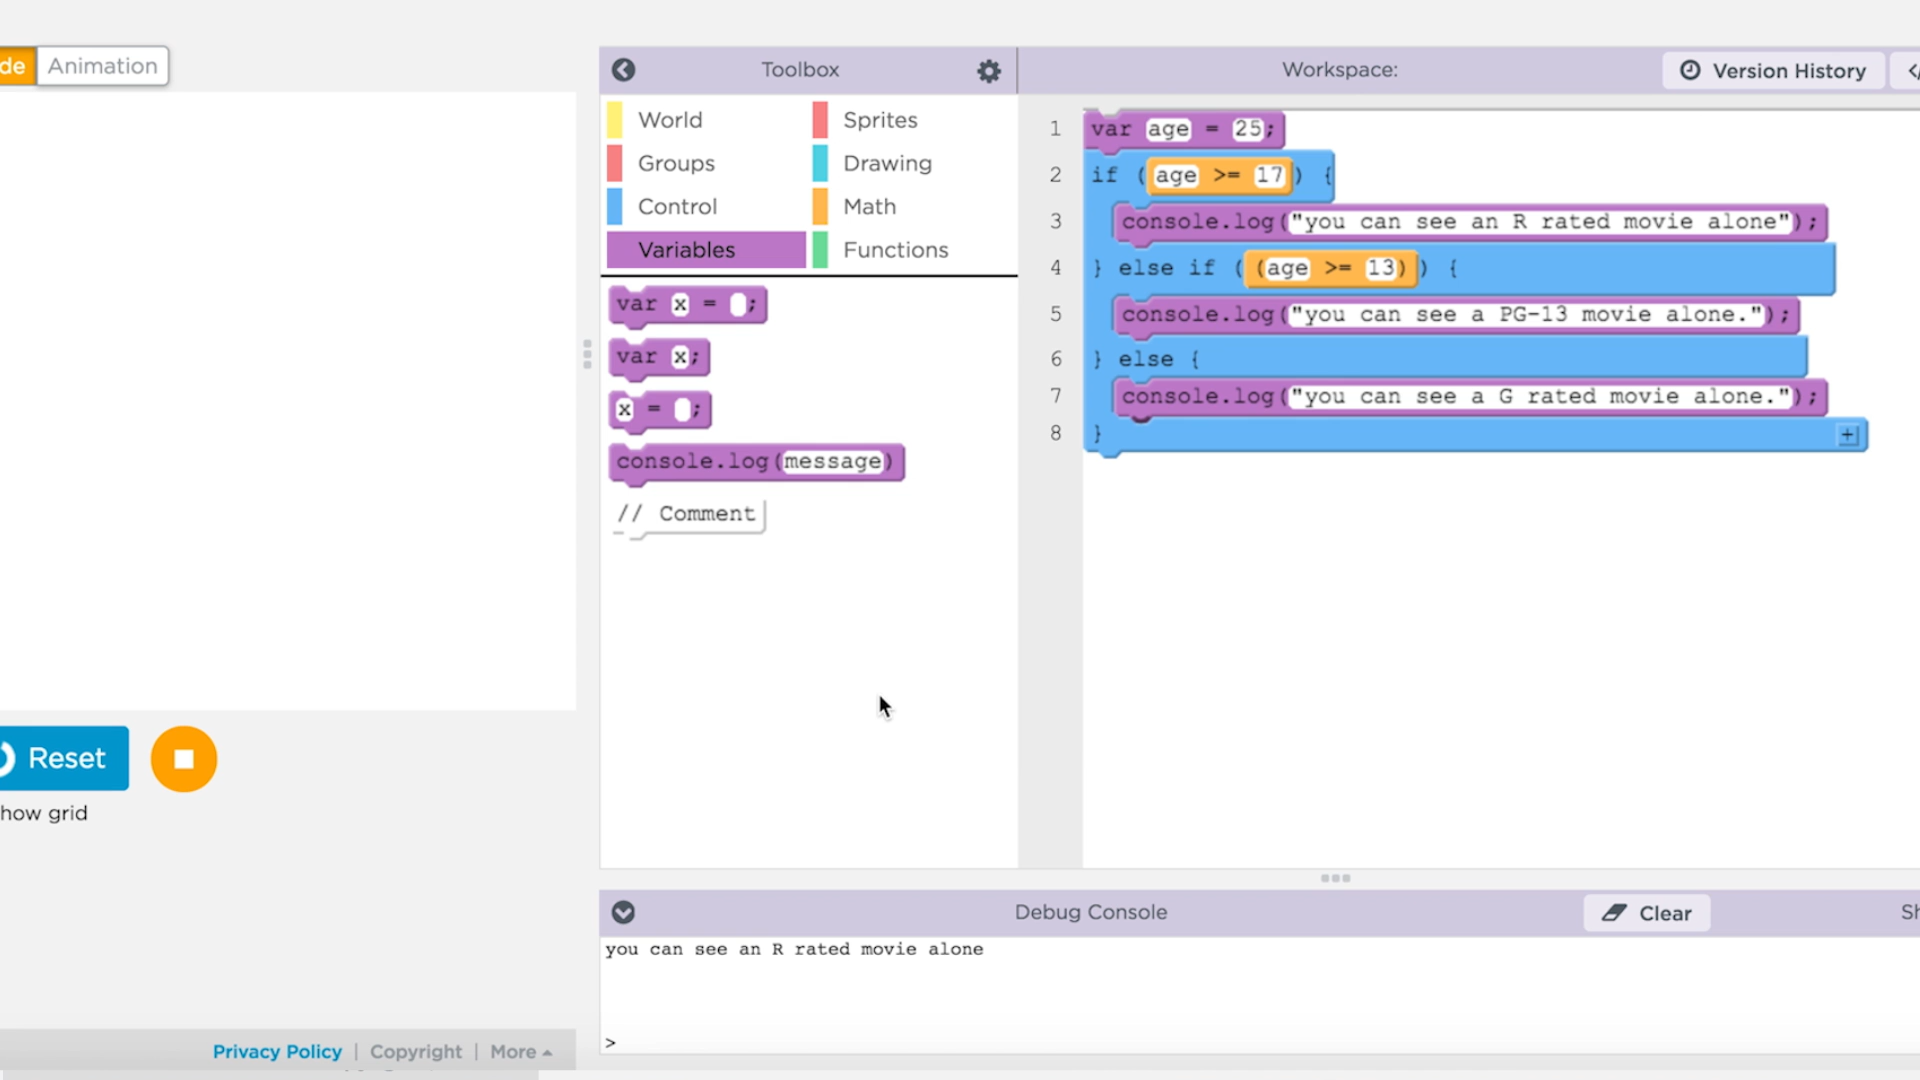 de Animation
Toolbox
Workspace:
Version History
World
Sprites
Groups
Drawing
Control
Math
Variables
Functions
var x = ;
var x;
x = ;
console.log(message)
// Comment
1 var age = 25;
2 if (age >= 17) {
3 console.log("you can see an R rated movie alone");
4 } else if ((age >= 13)) {
5 console.log("you can see a PG-13 movie alone.");
6 } else {
7 console.log("you can see a G rated movie alone.");
8 }
+
Reset
how grid
Debug Console
Clear
Sh
you can see an R rated movie alone
>
Privacy Policy | Copyright | More